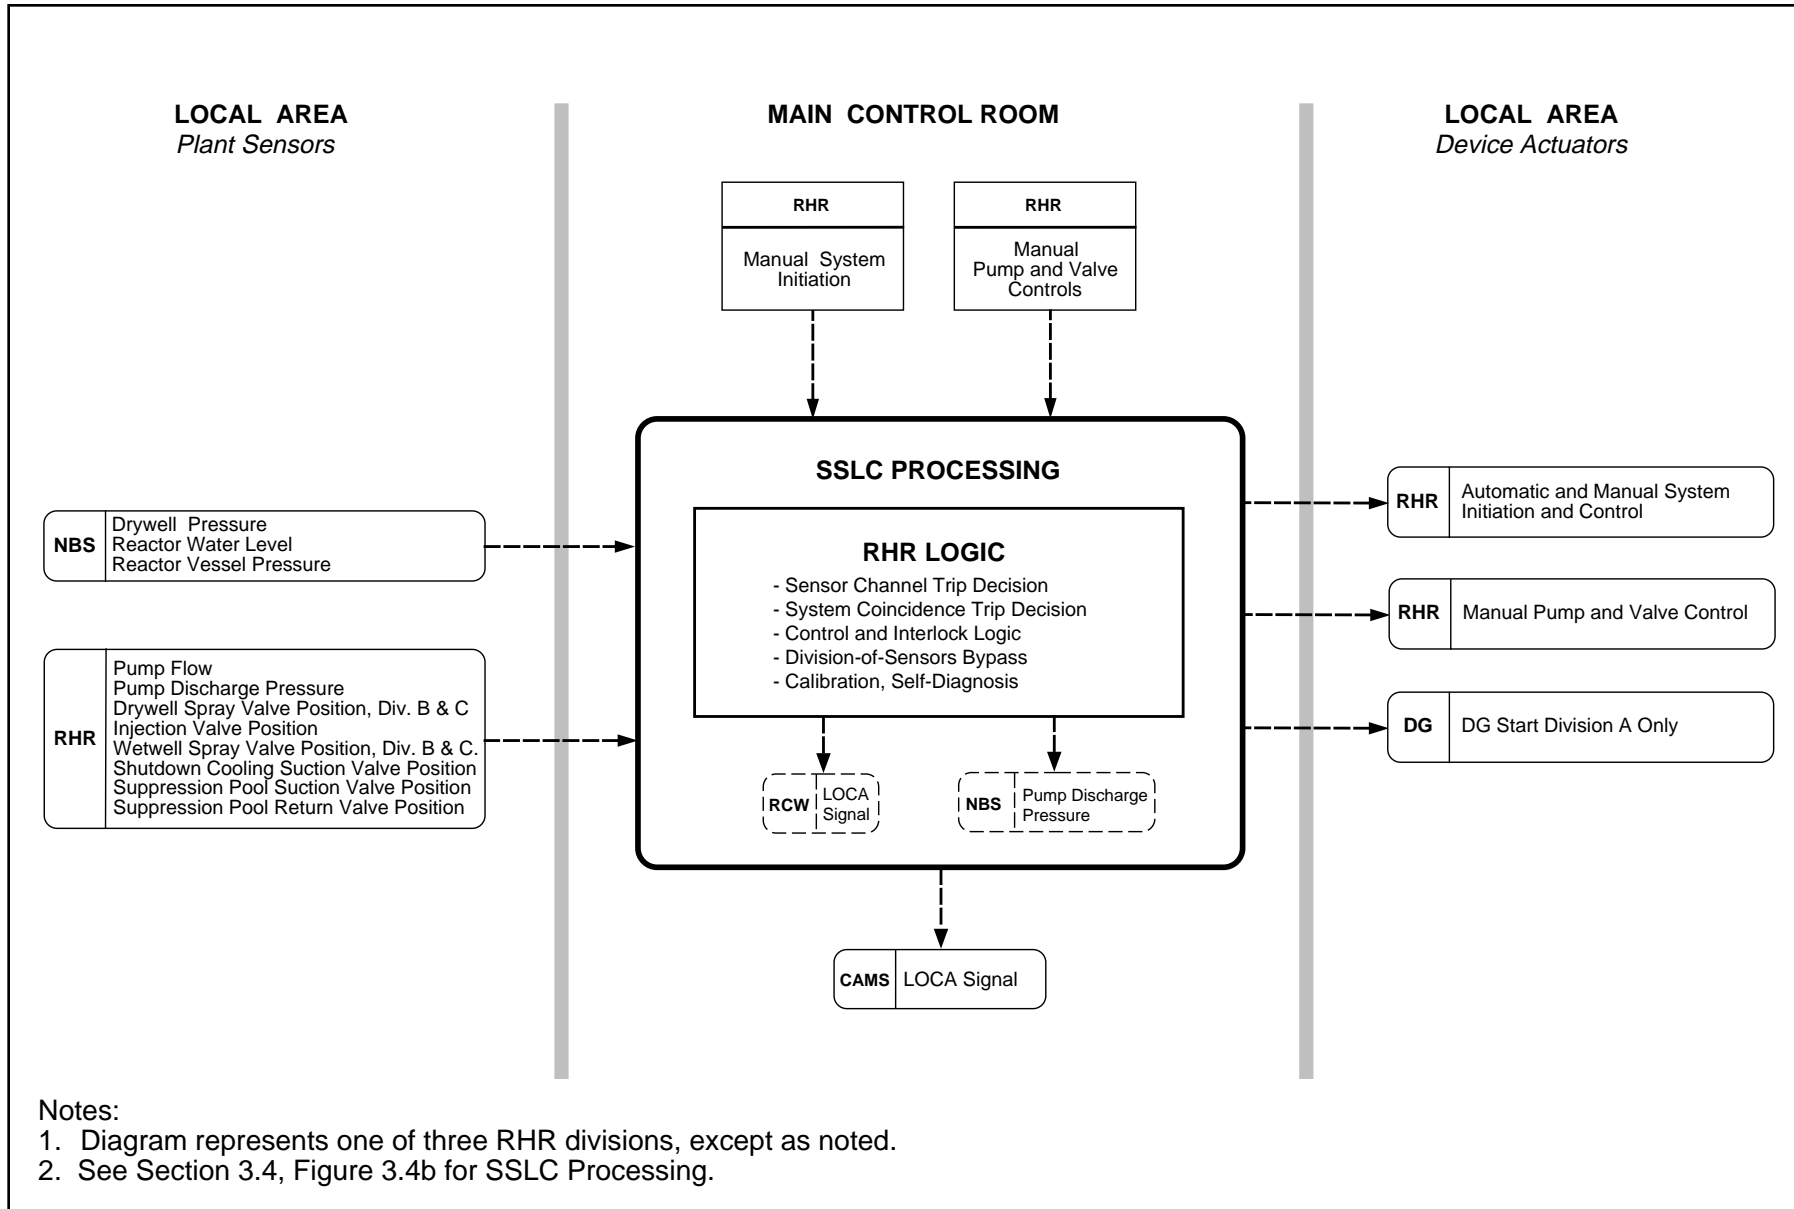 LOCAL AREA
Plant Sensors
MAIN CONTROL ROOM
LOCAL AREA
Device Actuators
RHR
Manual System
Initiation
RHR
Manual
Pump and Valve
Controls
NBS
Drywell Pressure
Reactor Water Level
Reactor Vessel Pressure
RHR
Pump Flow
Pump Discharge Pressure
Drywell Spray Valve Position, Div. B & C
Injection Valve Position
Wetwell Spray Valve Position, Div. B & C.
Shutdown Cooling Suction Valve Position
Suppression Pool Suction Valve Position
Suppression Pool Return Valve Position
SSLC PROCESSING
RHR LOGIC
- Sensor Channel Trip Decision
- System Coincidence Trip Decision
- Control and Interlock Logic
- Division-of-Sensors Bypass
- Calibration, Self-Diagnosis
RCW
LOCA
Signal
NBS
Pump Discharge
Pressure
CAMS
LOCA Signal
RHR
Automatic and Manual System
Initiation and Control
RHR
Manual Pump and Valve Control
DG
DG Start Division A Only
Notes:
1. Diagram represents one of three RHR divisions, except as noted.
2. See Section 3.4, Figure 3.4b for SSLC Processing.